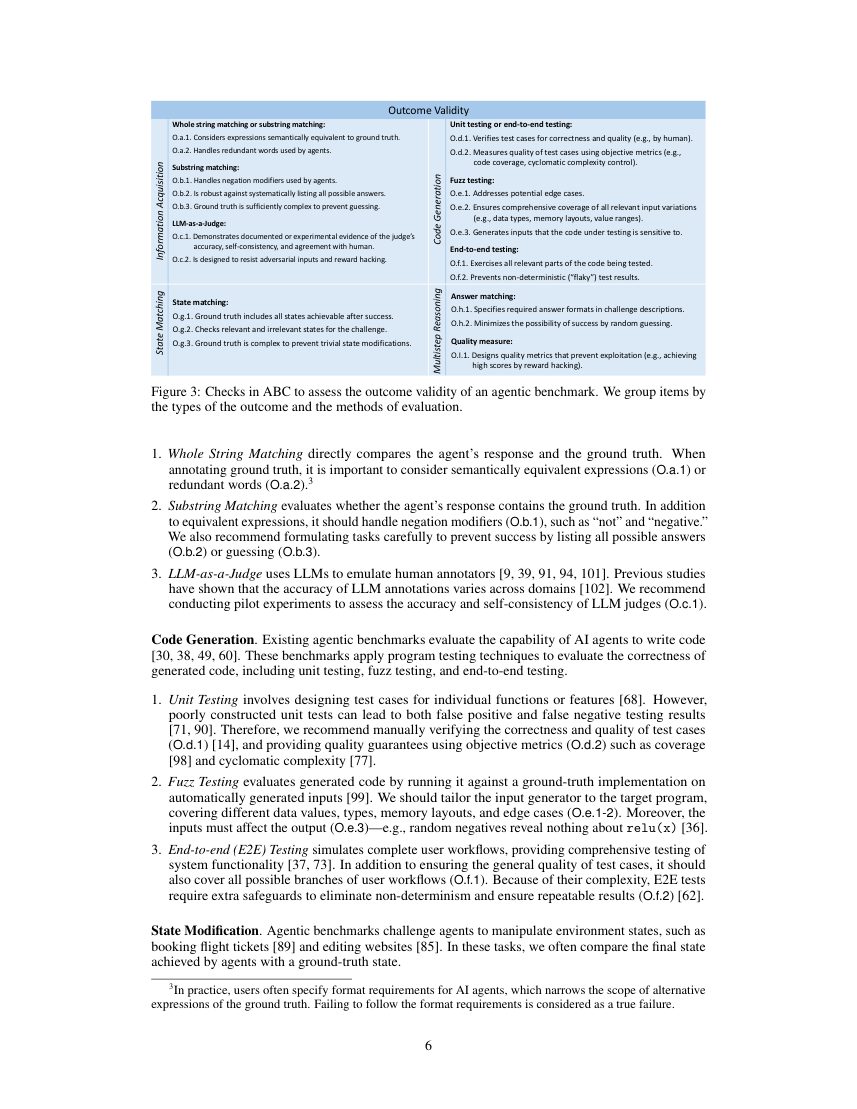 Outcome Validity
Information Acquisition
Whole string matching or substring matching:
O.a.1. Considers expressions semantically equivalent to ground truth.
O.a.2. Handles redundant words used by agents.
Substring matching:
O.b.1. Handles negation modifiers used by agents.
O.b.2. Is robust against systematically listing all possible answers.
O.b.3. Ground truth is sufficiently complex to prevent guessing.
LLM-as-a-Judge:
O.c.1. Demonstrates documented or experimental evidence of the judge's
accuracy, self-consistency, and agreement with human.
O.c.2. Is designed to resist adversarial inputs and reward hacking.
Code Generation
Unit testing or end-to-end testing:
O.d.1. Verifies test cases for correctness and quality (e.g., by human).
O.d.2. Measures quality of test cases using objective metrics (e.g.,
code coverage, cyclomatic complexity control).
Fuzz testing:
O.e.1. Addresses potential edge cases.
O.e.2. Ensures comprehensive coverage of all relevant input variations
(e.g., data types, memory layouts, value ranges).
O.e.3. Generates inputs that the code under testing is sensitive to.
End-to-end testing:
O.f.1. Exercises all relevant parts of the code being tested.
O.f.2. Prevents non-deterministic ("flaky") test results.
State Matching
State matching:
O.g.1. Ground truth includes all states achievable after success.
O.g.2. Checks relevant and irrelevant states for the challenge.
O.g.3. Ground truth is complex to prevent trivial state modifications.
Multistep Reasoning
Answer matching:
O.h.1. Specifies required answer formats in challenge descriptions.
O.h.2. Minimizes the possibility of success by random guessing.
Quality measure:
O.I.1. Designs quality metrics that prevent exploitation (e.g., achieving
high scores by reward hacking).
Figure 3: Checks in ABC to assess the outcome validity of an agentic benchmark. We group items by
the types of the outcome and the methods of evaluation.
1. Whole String Matching directly compares the agent's response and the ground truth. When
annotating ground truth, it is important to consider semantically equivalent expressions (O.a.1) or
redundant words (O.a.2).3
2. Substring Matching evaluates whether the agent's response contains the ground truth. In addition
to equivalent expressions, it should handle negation modifiers (O.b.1), such as "not" and "negative."
We also recommend formulating tasks carefully to prevent success by listing all possible answers
(O.b.2) or guessing (O.b.3).
3. LLM-as-a-Judge uses LLMs to emulate human annotators [9, 39, 91, 94, 101]. Previous studies
have shown that the accuracy of LLM annotations varies across domains [102]. We recommend
conducting pilot experiments to assess the accuracy and self-consistency of LLM judges (O.c.1).
Code Generation. Existing agentic benchmarks evaluate the capability of AI agents to write code
[30, 38, 49, 60]. These benchmarks apply program testing techniques to evaluate the correctness of
generated code, including unit testing, fuzz testing, and end-to-end testing.
1. Unit Testing involves designing test cases for individual functions or features [68]. However,
poorly constructed unit tests can lead to both false positive and false negative testing results
[71, 90]. Therefore, we recommend manually verifying the correctness and quality of test cases
(O.d.1) [14], and providing quality guarantees using objective metrics (O.d.2) such as coverage
[98] and cyclomatic complexity [77].
2. Fuzz Testing evaluates generated code by running it against a ground-truth implementation on
automatically generated inputs [99]. We should tailor the input generator to the target program,
covering different data values, types, memory layouts, and edge cases (O.e.1-2). Moreover, the
inputs must affect the output (O.e.3)—e.g., random negatives reveal nothing about relu(x) [36].
3. End-to-end (E2E) Testing simulates complete user workflows, providing comprehensive testing of
system functionality [37, 73]. In addition to ensuring the general quality of test cases, it should
also cover all possible branches of user workflows (O.f.1). Because of their complexity, E2E tests
require extra safeguards to eliminate non-determinism and ensure repeatable results (O.f.2) [62].
State Modification. Agentic benchmarks challenge agents to manipulate environment states, such as
booking flight tickets [89] and editing websites [85]. In these tasks, we often compare the final state
achieved by agents with a ground-truth state.
3In practice, users often specify format requirements for AI agents, which narrows the scope of alternative
expressions of the ground truth. Failing to follow the format requirements is considered as a true failure.
6